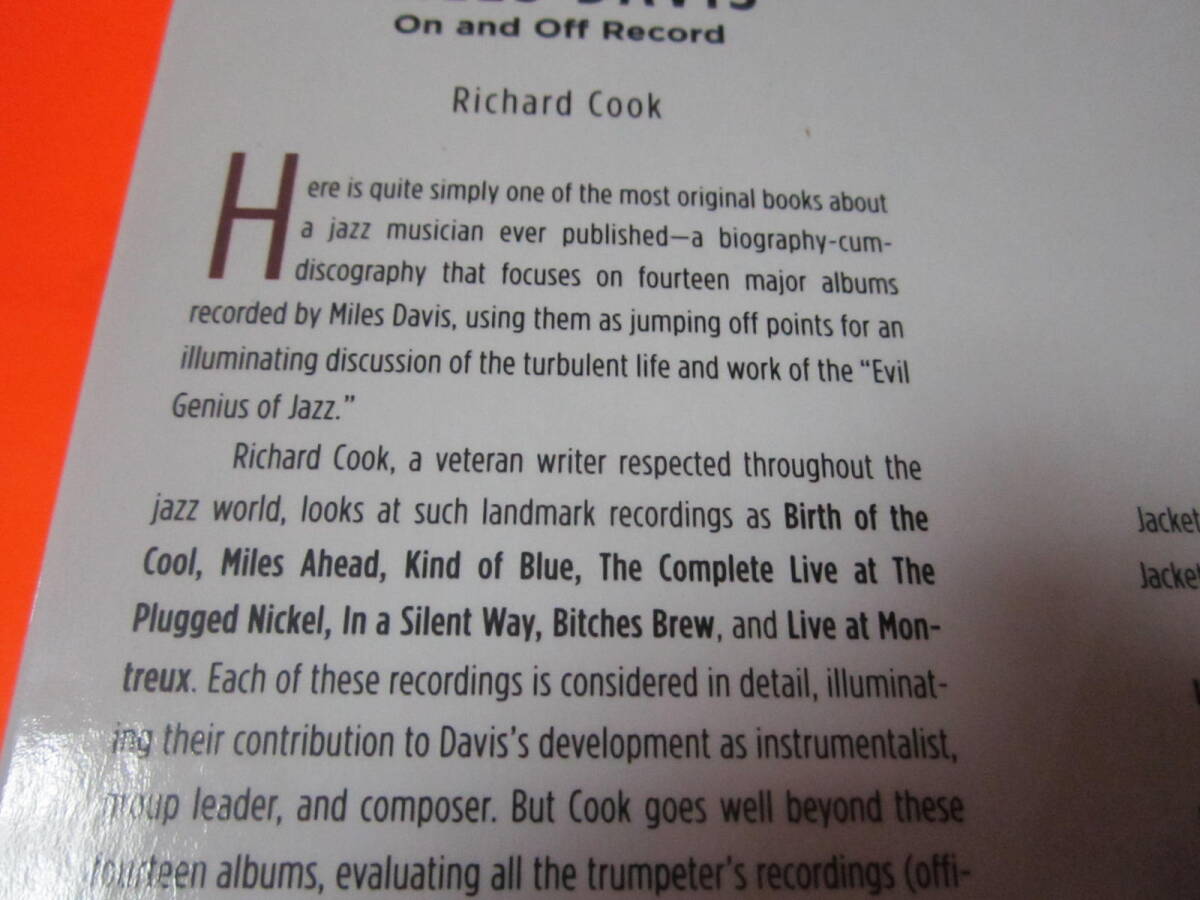 DAVIS
On and Off Record
Richard Cook
Here is quite simply one of the most original books about
a jazz musician ever published—a biography-cum-
discography that focuses on fourteen major albums
recorded by Miles Davis, using them as jumping off points for an
illuminating discussion of the turbulent life and work of the “Evil
Genius of Jazz.”
Richard Cook, a veteran writer respected throughout the
jazz world, looks at such landmark recordings as Birth of the
Cool, Miles Ahead, Kind of Blue, The Complete Live at The
Plugged Nickel, In a Silent Way, Bitches Brew, and Live at Mon-
treux. Each of these recordings is considered in detail, illuminat-
ing their contribution to Davis's development as instrumentalist,
group leader, and composer. But Cook goes well beyond these
fourteen albums, evaluating all the trumpeter's recordings (offi-
Jacket
Jacket